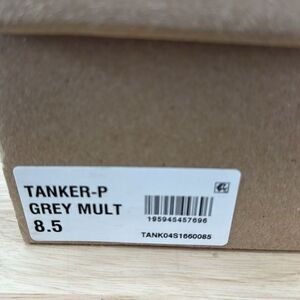 TANKER-P
GREY MULT
8.5
195945457696
TANK04S1660085